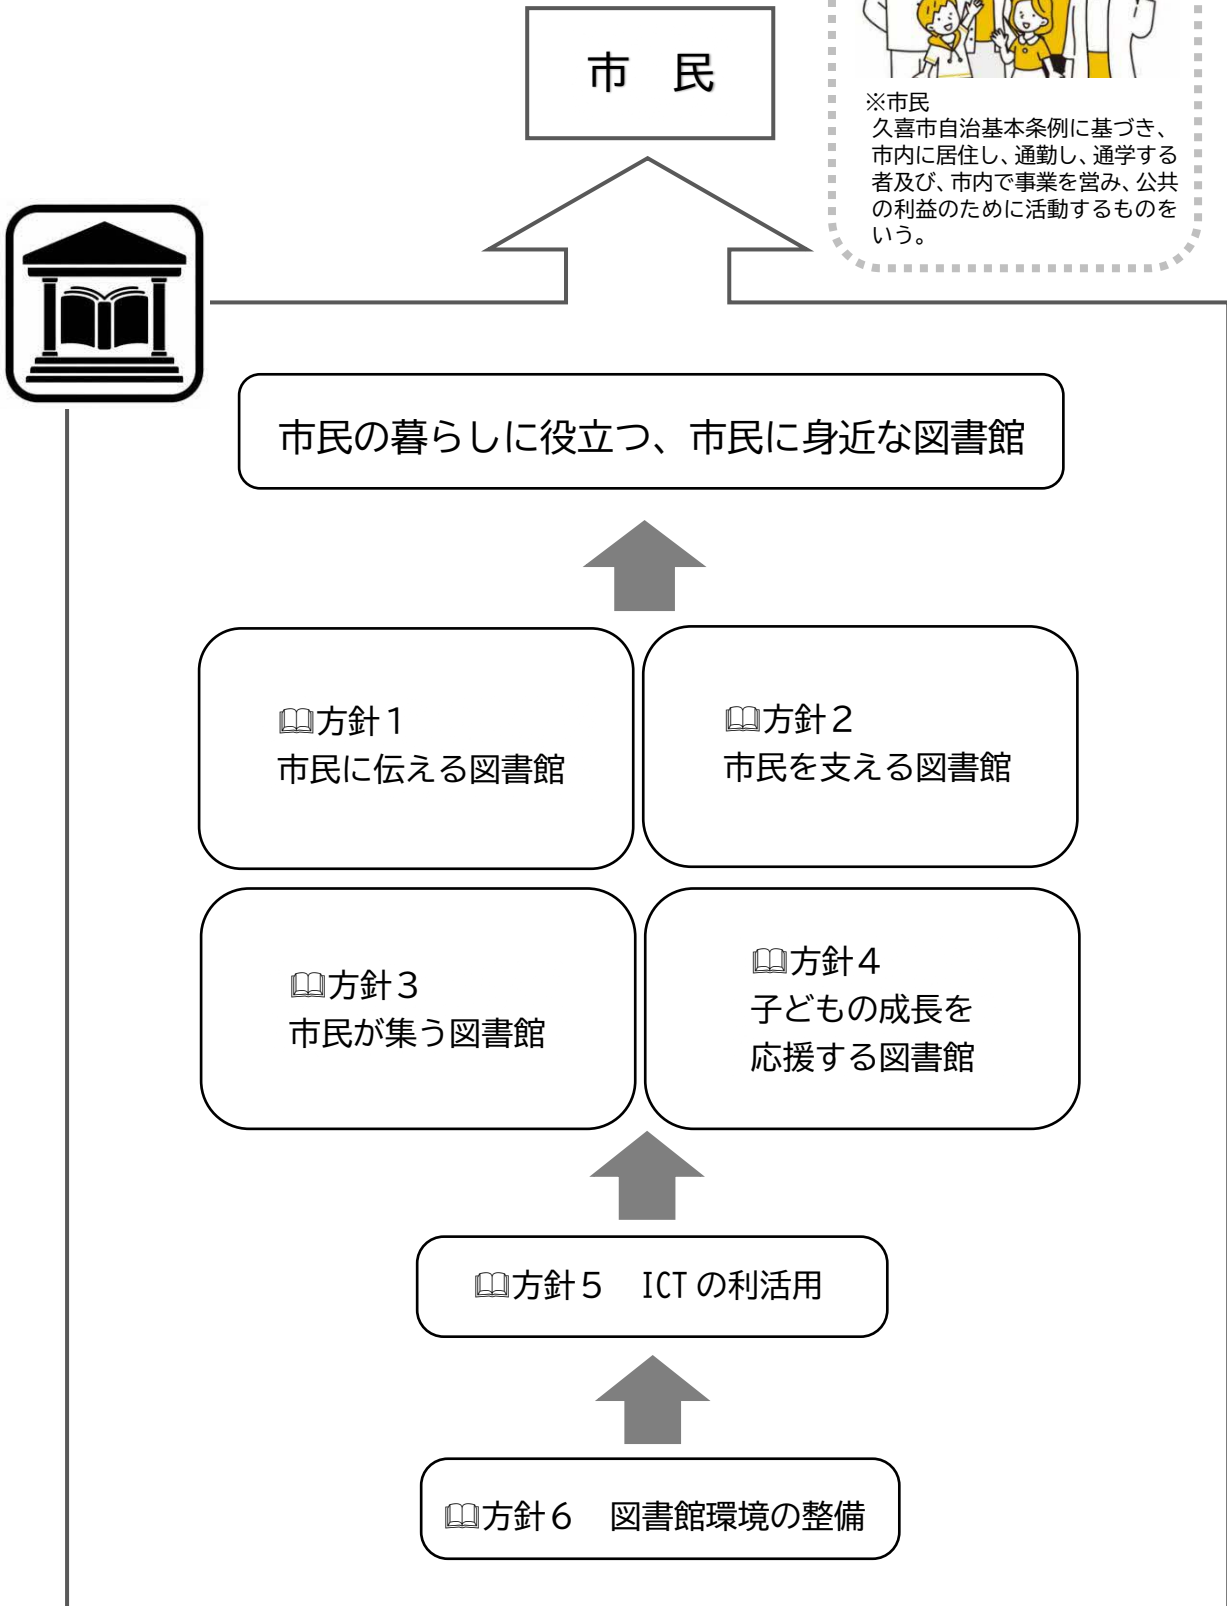 市　民
※市民
久喜市自治基本条例に基づき、
市内に居住し、通勤し、通学する
者及び、市内で事業を営み、公共
の利益のために活動するものを
いう。
市民の暮らしに役立つ、市民に身近な図書館
🕮方針１
市民に伝える図書館
🕮方針２
市民を支える図書館
🕮方針３
市民が集う図書館
🕮方針４
子どもの成長を
応援する図書館
🕮方針５　ICTの利活用
🕮方針６　図書館環境の整備